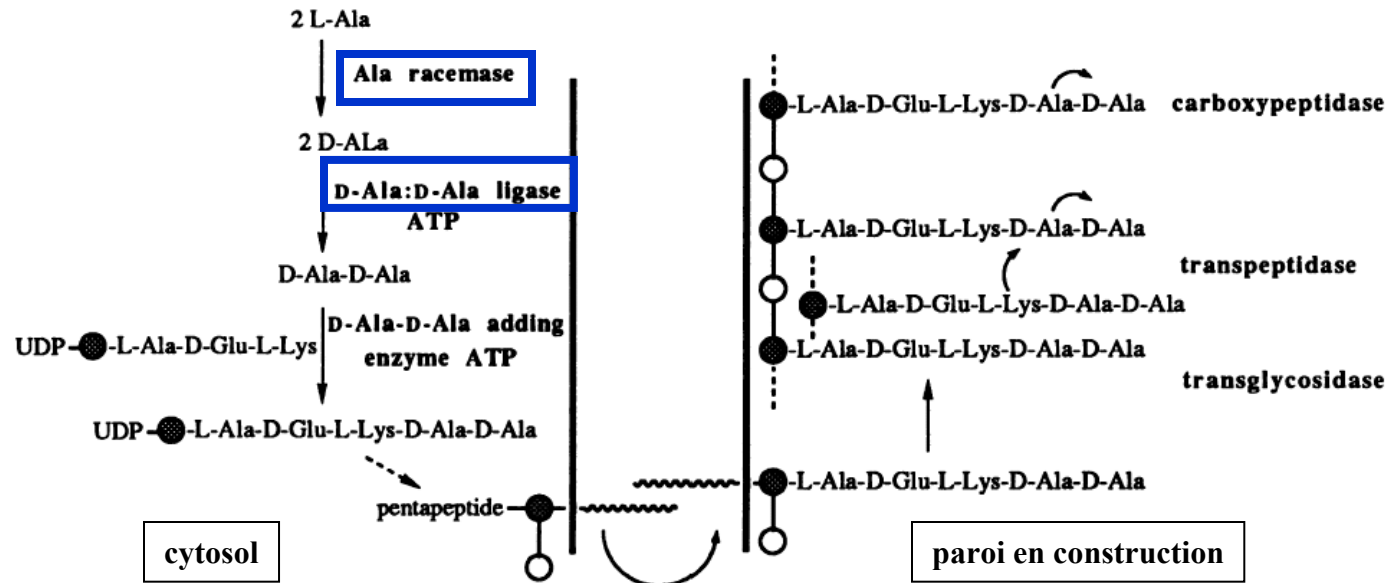 2 L-Ala
Ala racemase
2 D-ALa
D-Ala:D-Ala ligase
ATP
D-Ala-D-Ala
D-Ala-D-Ala adding
enzyme ATP
UDP -L-Ala-D-Glu-L-Lys
UDP -L-Ala-D-Glu-L-Lys-D-Ala-D-Ala
pentapeptide
cytosol
-L-Ala-D-Glu-L-Lys-D-Ala-D-Ala carboxypeptidase
-L-Ala-D-Glu-L-Lys-D-Ala-D-Ala
transpeptidase
-L-Ala-D-Glu-L-Lys-D-Ala-D-Ala
-L-Ala-D-Glu-L-Lys-D-Ala-D-Ala
transglycosidase
-L-Ala-D-Glu-L-Lys-D-Ala-D-Ala
paroi en construction